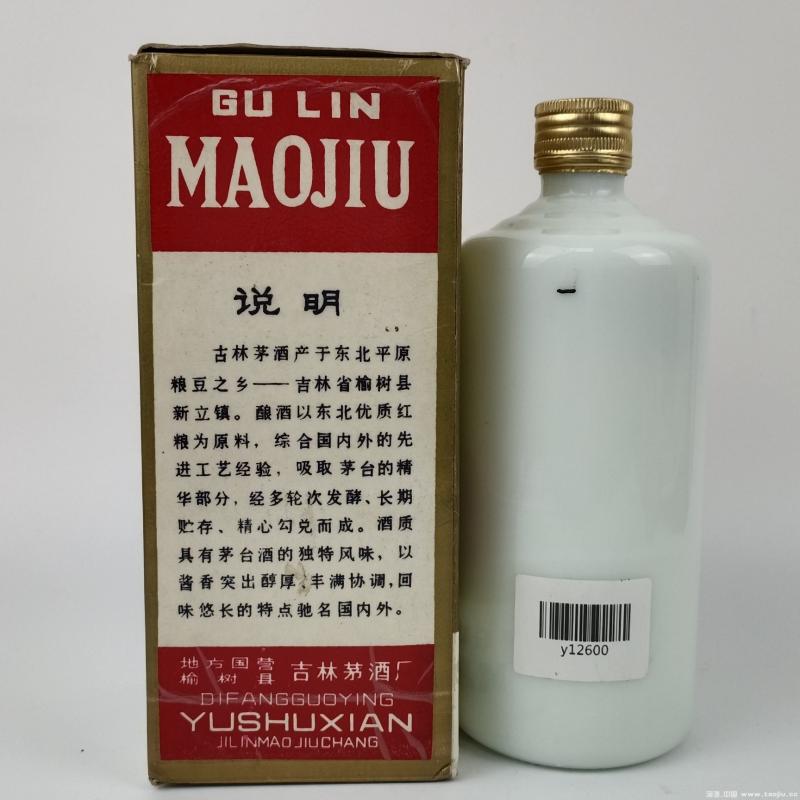 GU LIN
MAOJIU
说明
古林茅酒产于东北平原
粮豆之乡——吉林省榆树县
新立镇。酿酒以东北优质红
粮为原料，综合国内外的先
进工艺经验，吸取茅台的精
华部分，经多轮次发酵、长期
贮存、精心勾兑而成。酒质
具有茅台酒的独特风味，以
酱香突出醇厚、丰满协调，回
味悠长的特点驰名国内外。
地方国营
榆树县 吉林茅酒厂
DIFANGGUOYING
YUSHUXIAN
JILINMAOJIUCHANG
y12600
www.taojiu.cc